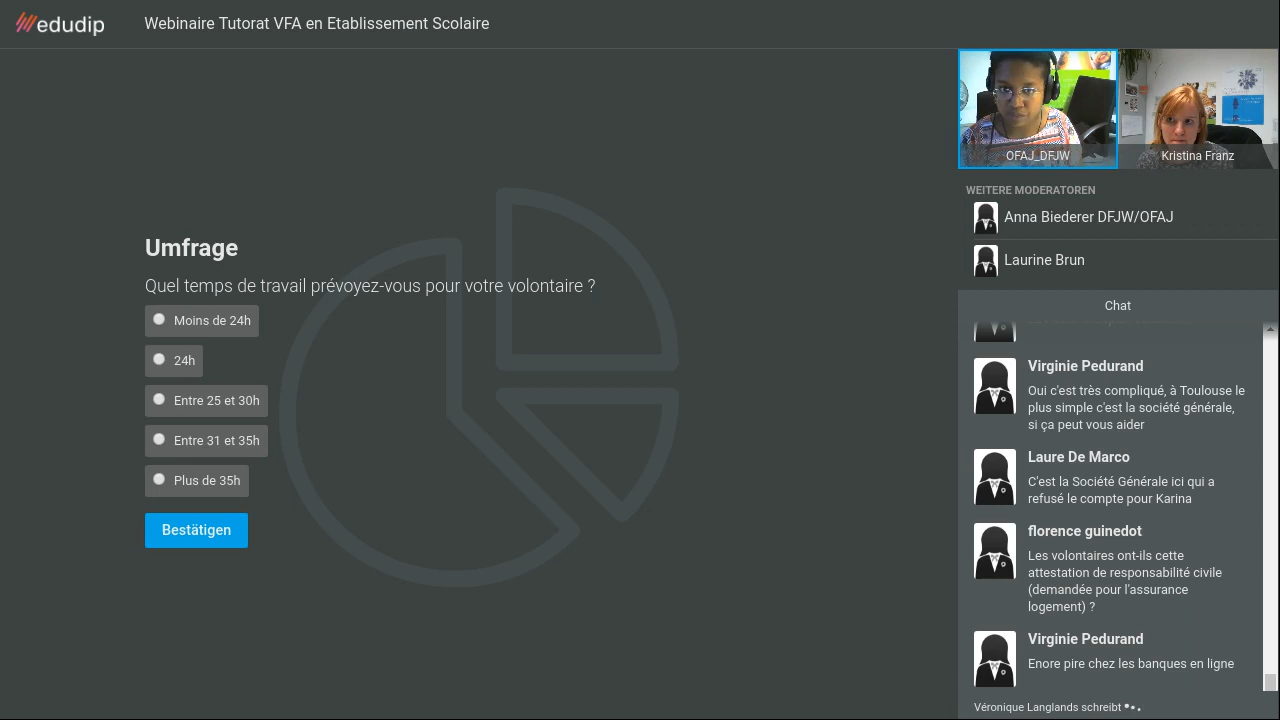 edudip
Webinaire Tutorat VFA en Etablissement Scolaire
OFAJ_DFJW
Kristina Franz
WEITERE MODERATOREN
Anna Biederer DFJW/OFAJ
Laurine Brun
Umfrage
Quel temps de travail prévoyez-vous pour votre volontaire ?
Moins de 24h
24h
Entre 25 et 30h
Entre 31 et 35h
Plus de 35h
Bestätigen
Chat
Virginie Pedurand
Oui c'est très compliqué, à Toulouse le
plus simple c'est la société générale,
si ça peut vous aider
Laure De Marco
C'est la Société Générale ici qui a
refusé le compte pour Karina
florence guinedot
Les volontaires ont-ils cette
attestation de responsabilité civile
(demandée pour l'assurance
logement) ?
Virginie Pedurand
Enore pire chez les banques en ligne
Véronique Langlands schreibt